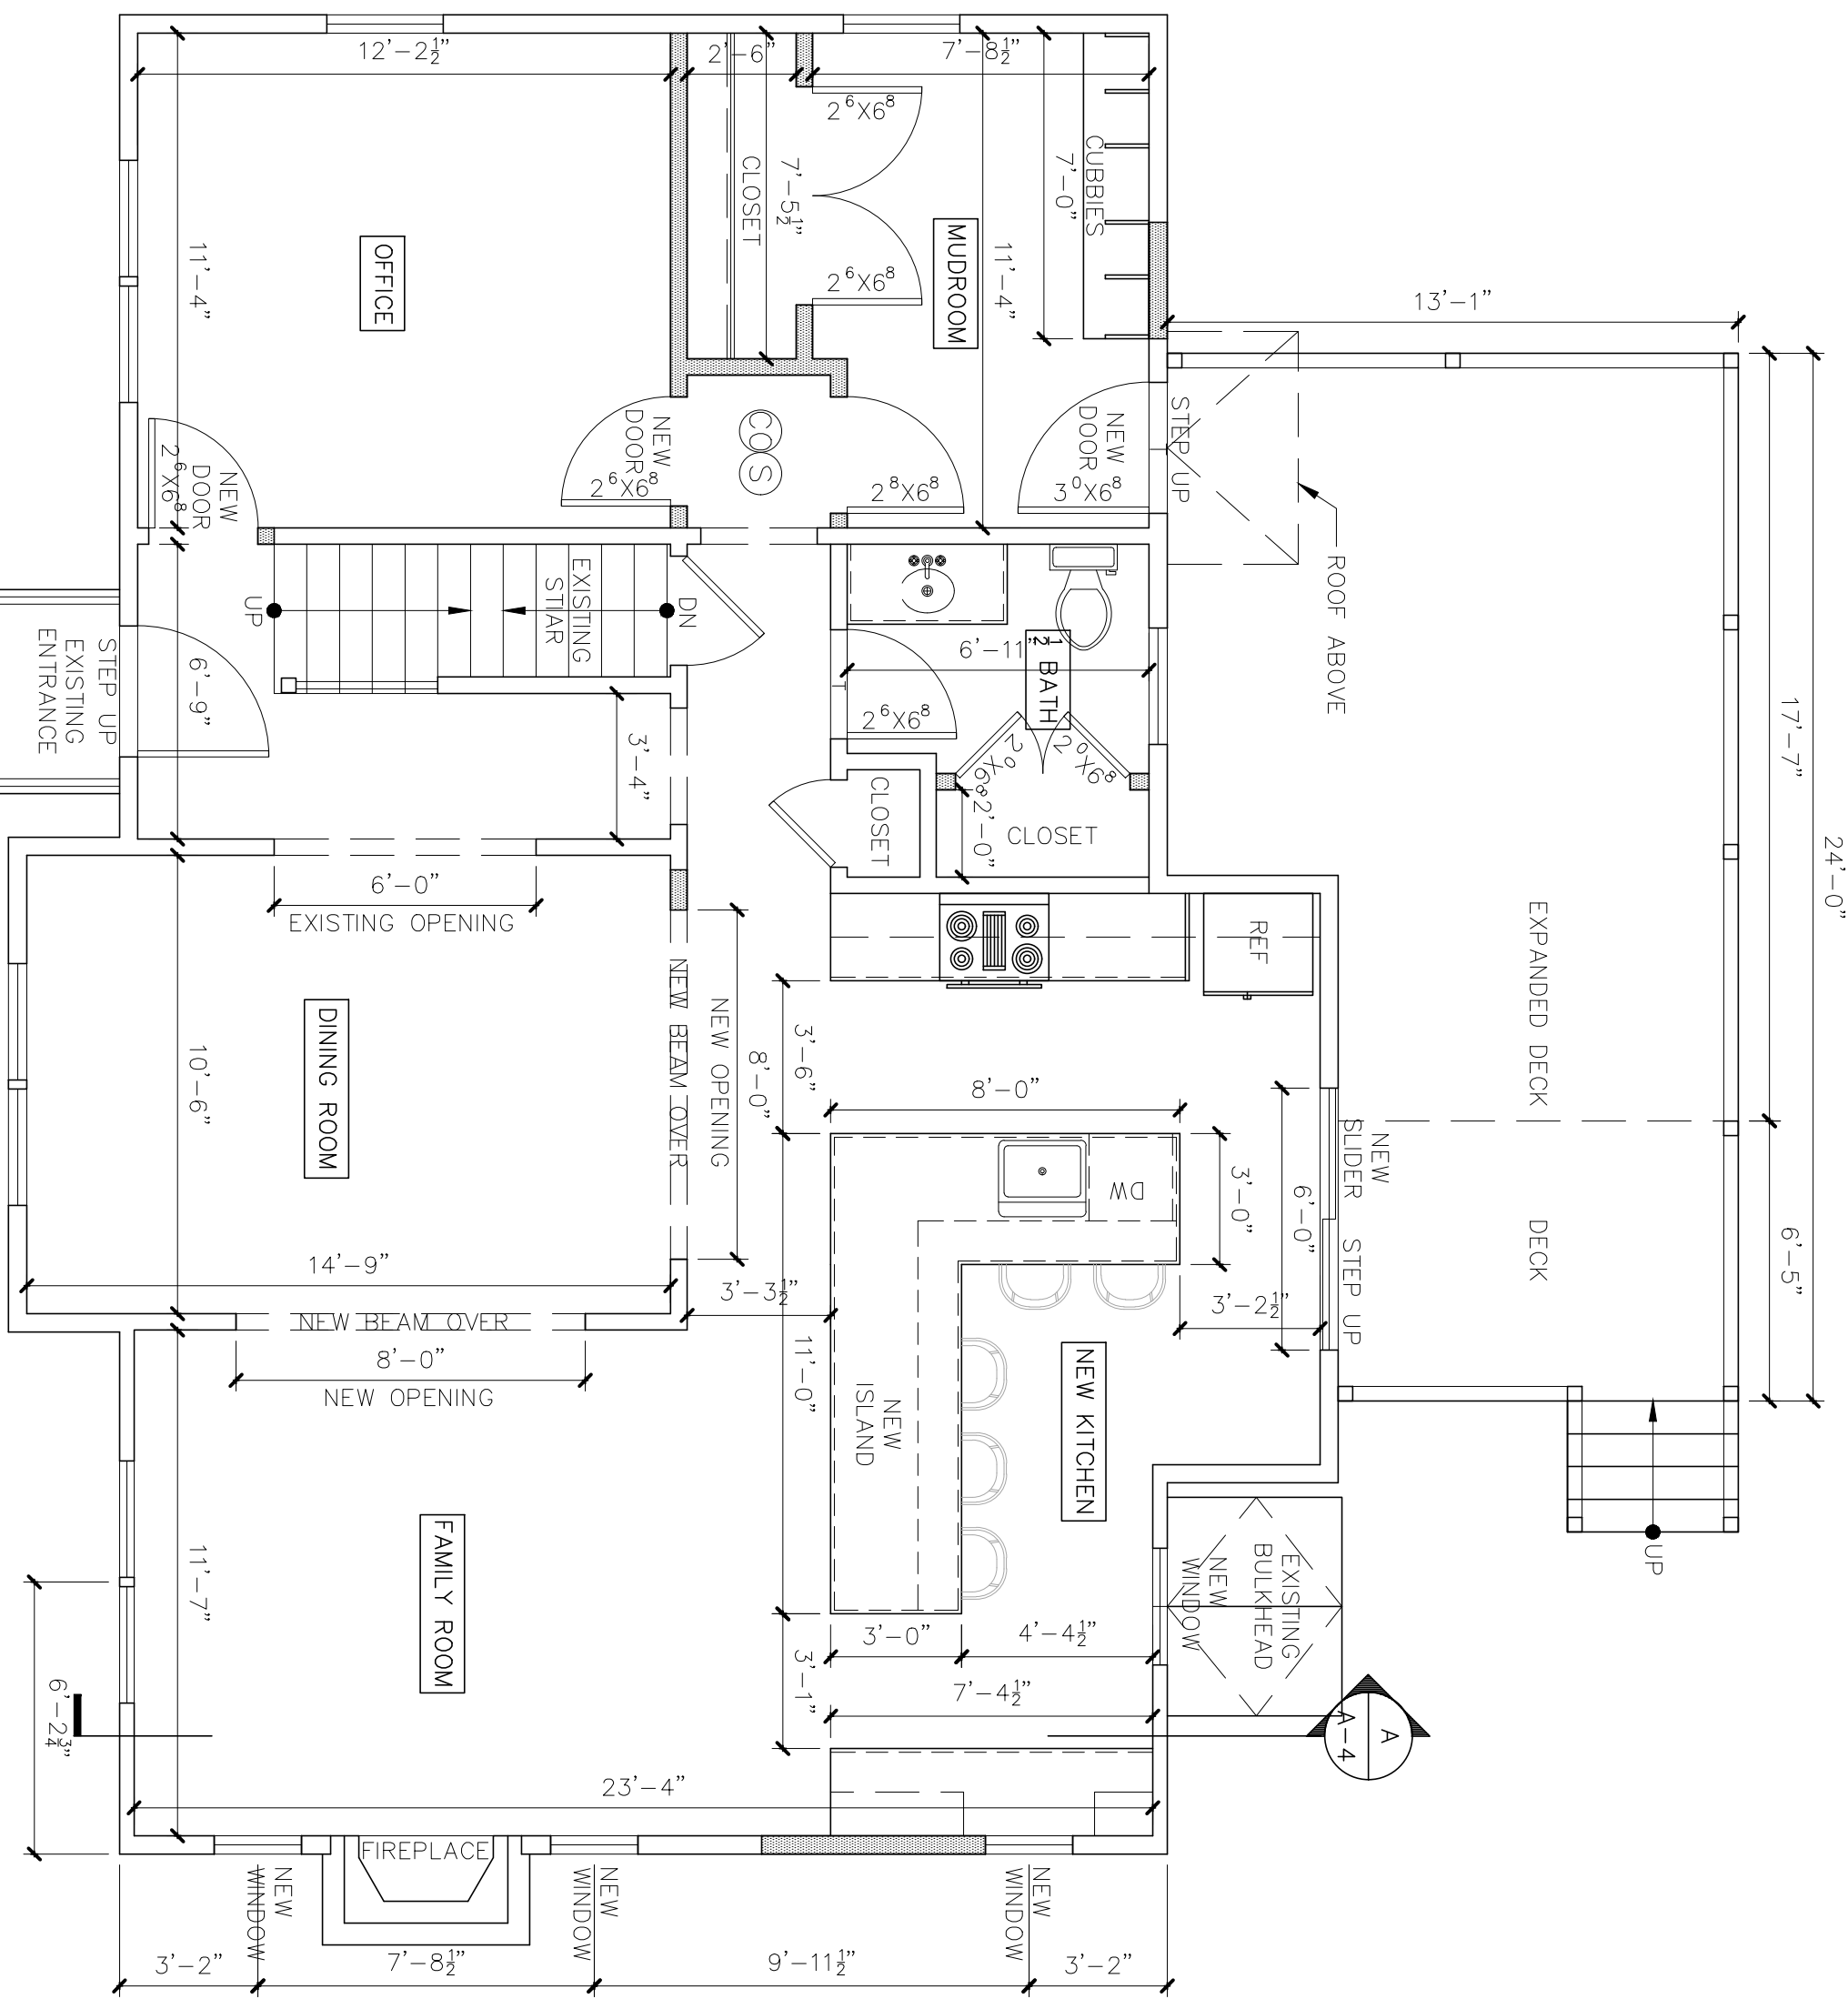 12'-2½"
2'-6"
7'-8½"
2⁶X6⁸
CUBBIES
7'-0"
7'-5½"
CLOSET
OFFICE
11'-4"
MUDROOM
11'-4"
2⁶X6⁸
13'-1"
NEW
DOOR
2⁶X6⁸
NEW
DOOR
2⁶X6⁸
CO
S
2⁸X6⁸
NEW
DOOR
3⁰X6⁸
STEP UP
ROOF ABOVE
17'-7"
24'-0"
EXISTING
STIAR
UP
DN
STEP UP
EXISTING
ENTRANCE
6'-9"
3'-4"
6'-11"
½ BATH
2⁶X6⁸
2⁰X6⁸
2⁰X6⁸
CLOSET
2'-0"
CLOSET
6'-0"
EXISTING OPENING
REF
EXPANDED DECK
DINING ROOM
10'-6"
NEW BEAM OVER
NEW OPENING
8'-0"
3'-6"
8'-0"
DW
3'-0"
6'-0"
NEW
SLIDER
STEP UP
DECK
6'-5"
14'-9"
3'-3½"
3'-2½"
NEW BEAM OVER
8'-0"
NEW OPENING
11'-0"
NEW
ISLAND
NEW KITCHEN
UP
FAMILY ROOM
11'-7"
EXISTING
BULKHEAD
NEW
WINDOW
3'-0"
4'-4½"
3'-1"
7'-4½"
6'-2¾"
A
A-4
23'-4"
FIREPLACE
NEW
WINDOW
NEW
WINDOW
NEW
WINDOW
3'-2"
7'-8½"
9'-11½"
3'-2"